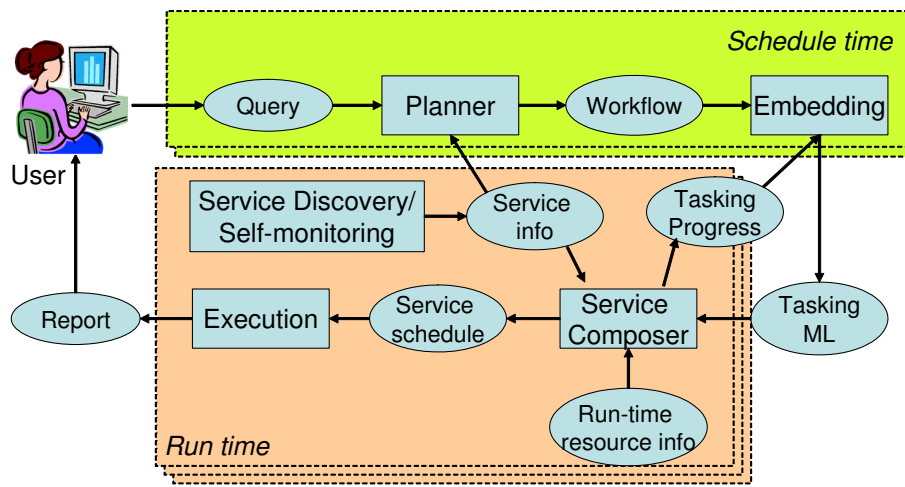 Schedule time
Query
Planner
Workflow
Embedding
User
Service Discovery/
Self-monitoring
Service
info
Tasking
Progress
Report
Execution
Service
schedule
Service
Composer
Tasking
ML
Run-time
resource info
Run time